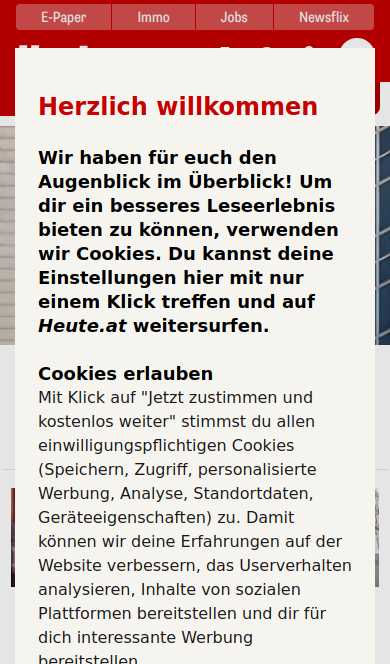 E-Paper Immo Jobs Newsflix
Herzlich willkommen
Wir haben für euch den
Augenblick im Überblick! Um
dir ein besseres Leseerlebnis
bieten zu können, verwenden
wir Cookies. Du kannst deine
Einstellungen hier mit nur
einem Klick treffen und auf
Heute.at weitersurfen.
Cookies erlauben
Mit Klick auf "Jetzt zustimmen und
kostenlos weiter" stimmst du allen
einwilligungspflichtigen Cookies
(Speichern, Zugriff, personalisierte
Werbung, Analyse, Standortdaten,
Geräteeigenschaften) zu. Damit
können wir deine Erfahrungen auf der
Website verbessern, das Userverhalten
analysieren, Inhalte von sozialen
Plattformen bereitstellen und dir für
dich interessante Werbung
bereitstellen